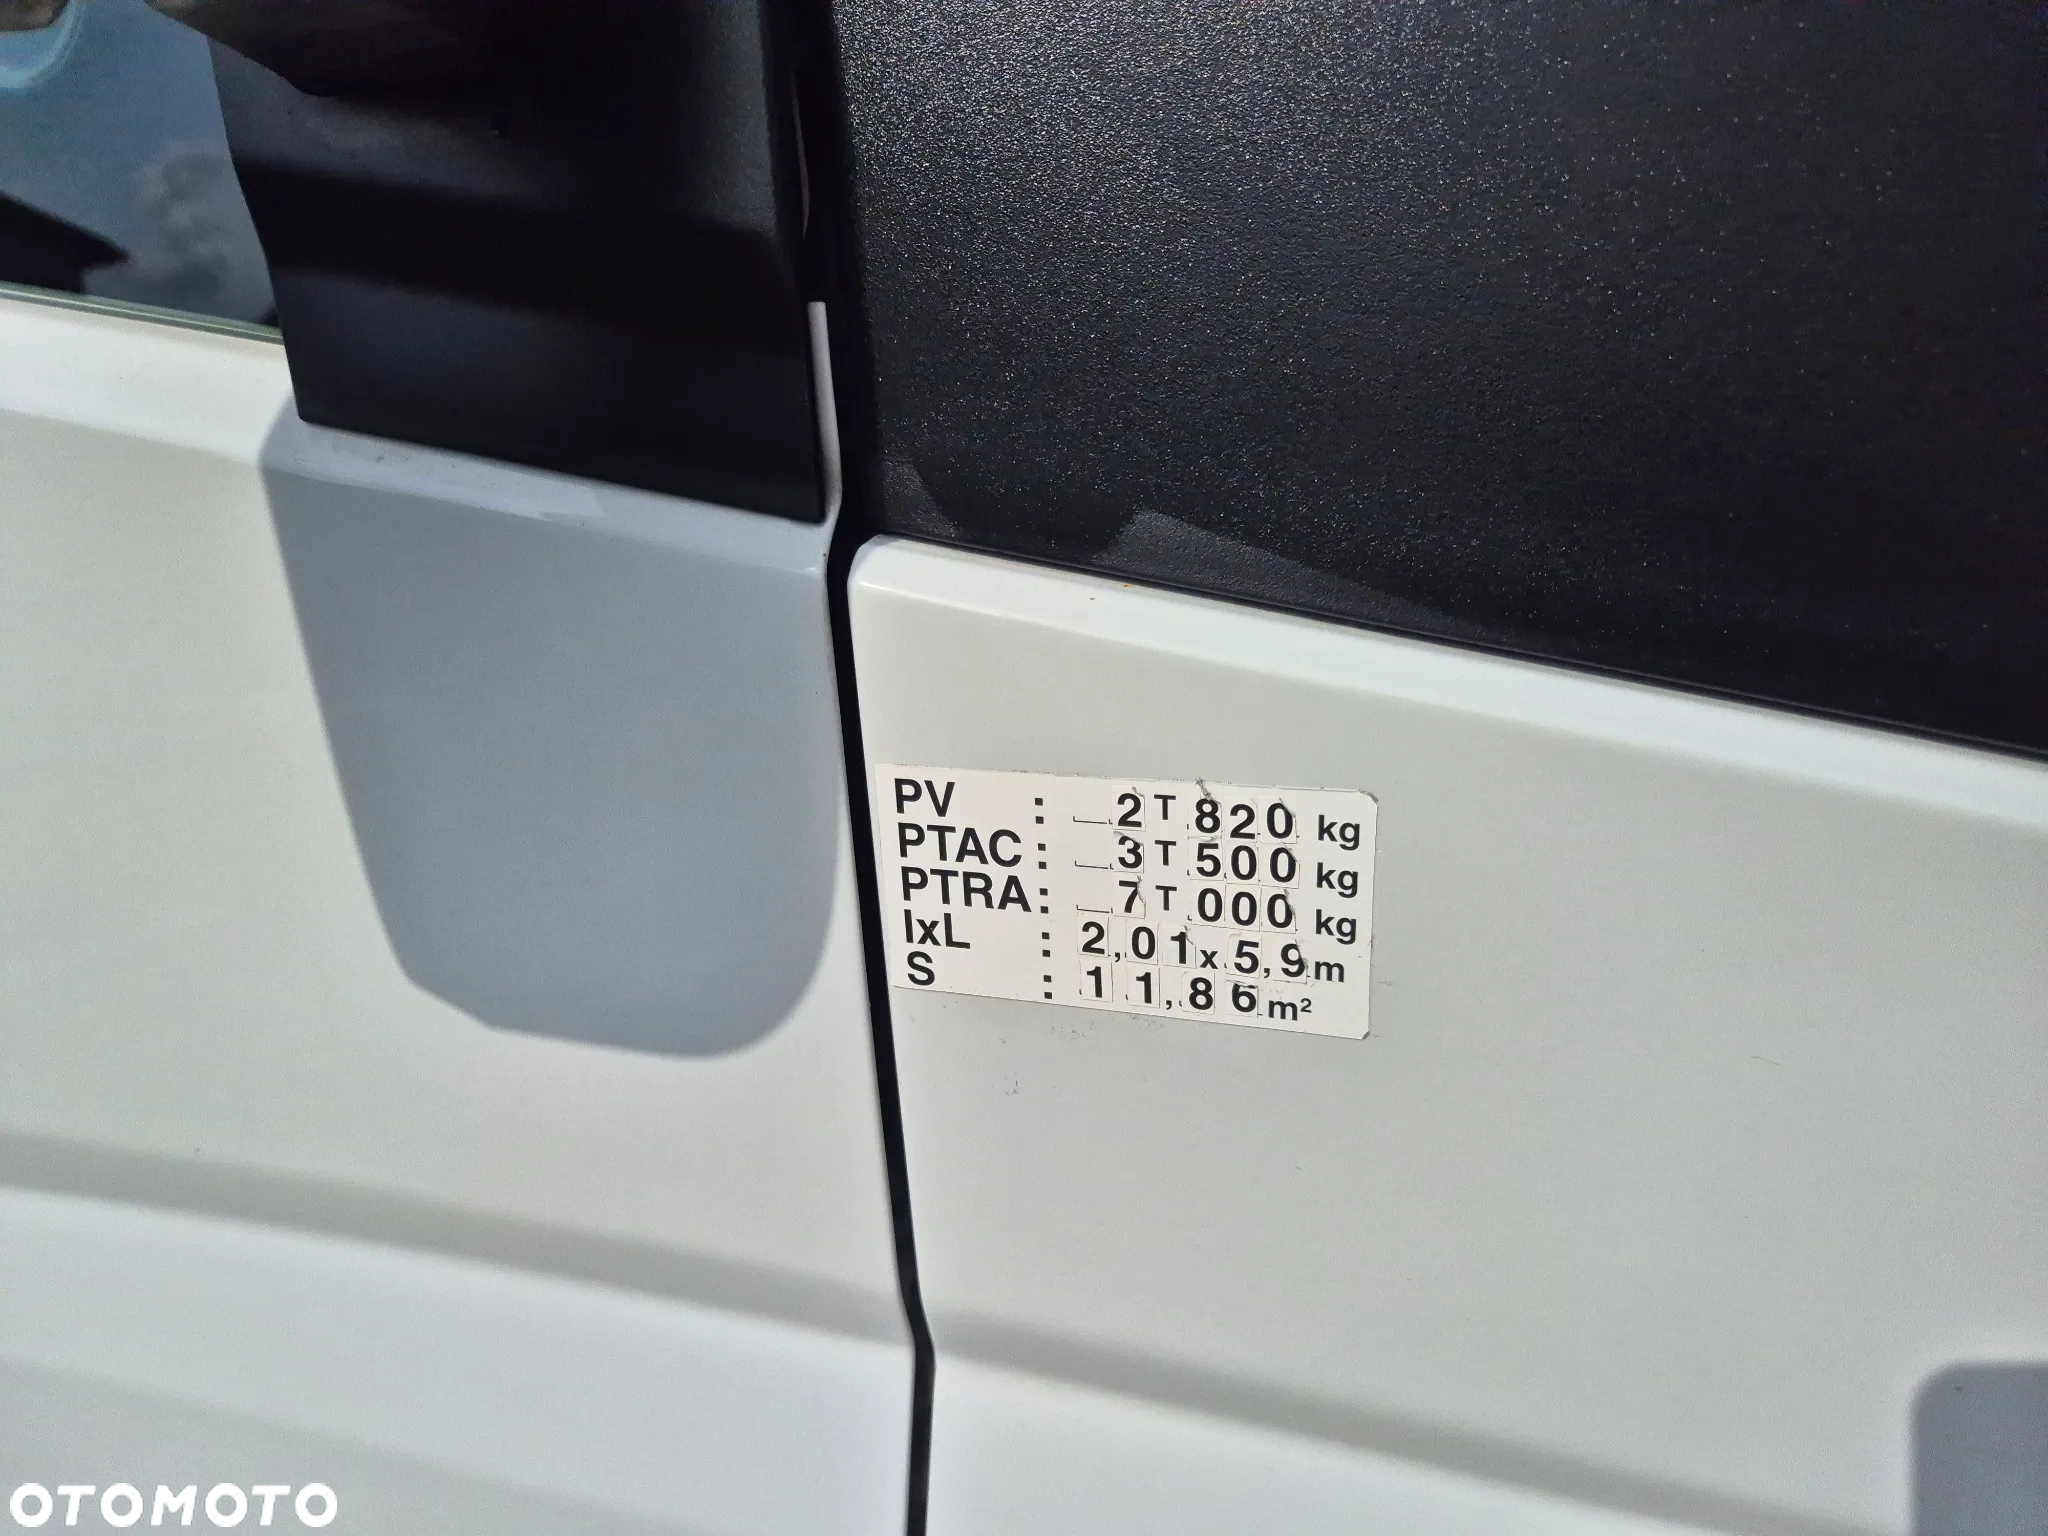 PV : 2 T 820 kg
PTAC : 3 T 500 kg
PTRA : 7 T 000 kg
lxL : 2,01 x 5,9 m
S : 11,86 m²
OTOMOTO